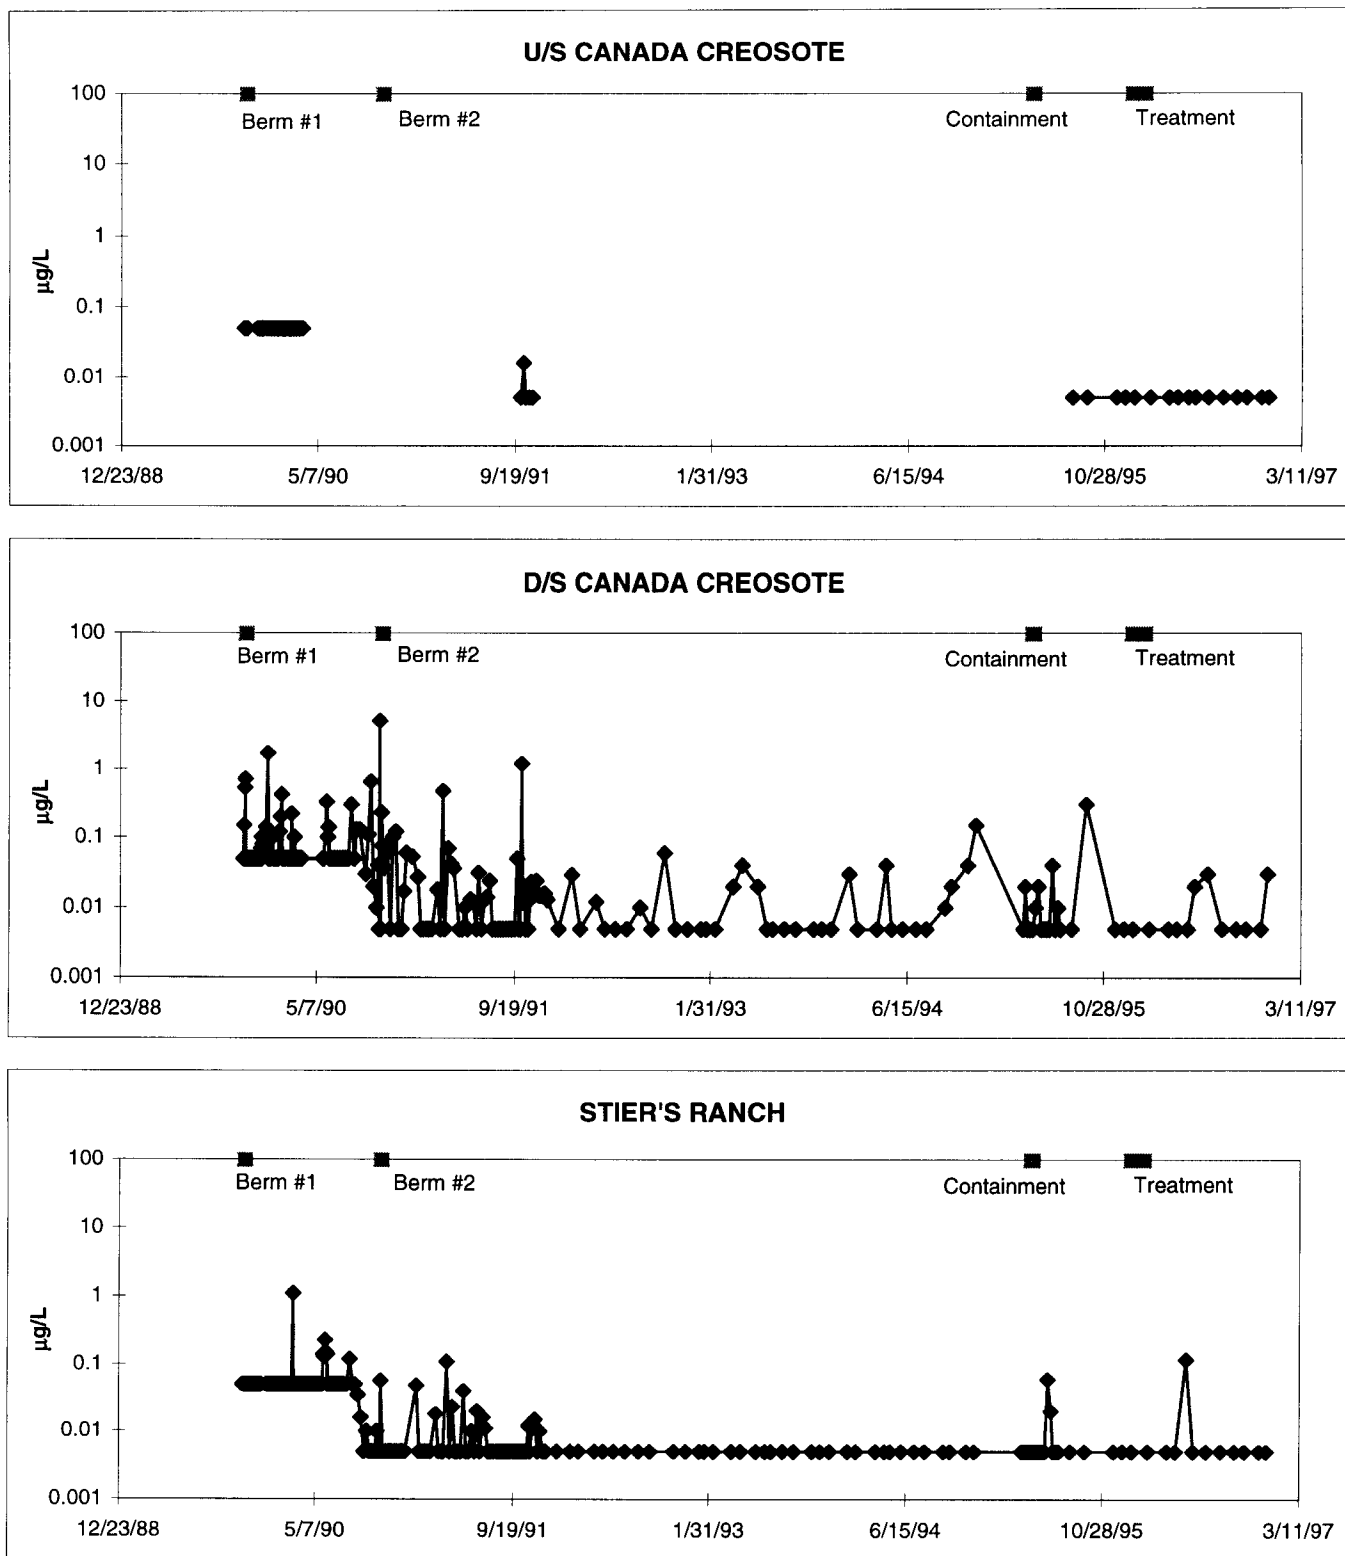 U/S CANADA CREOSOTE
100
Berm #1 Berm #2 Containment Treatment
10
1
µg/L
0.1
0.01
0.001
12/23/88 5/7/90 9/19/91 1/31/93 6/15/94 10/28/95 3/11/97
D/S CANADA CREOSOTE
100
Berm #1 Berm #2 Containment Treatment
10
1
µg/L
0.1
0.01
0.001
12/23/88 5/7/90 9/19/91 1/31/93 6/15/94 10/28/95 3/11/97
STIER'S RANCH
100
Berm #1 Berm #2 Containment Treatment
10
1
µg/L
0.1
0.01
0.001
12/23/88 5/7/90 9/19/91 1/31/93 6/15/94 10/28/95 3/11/97